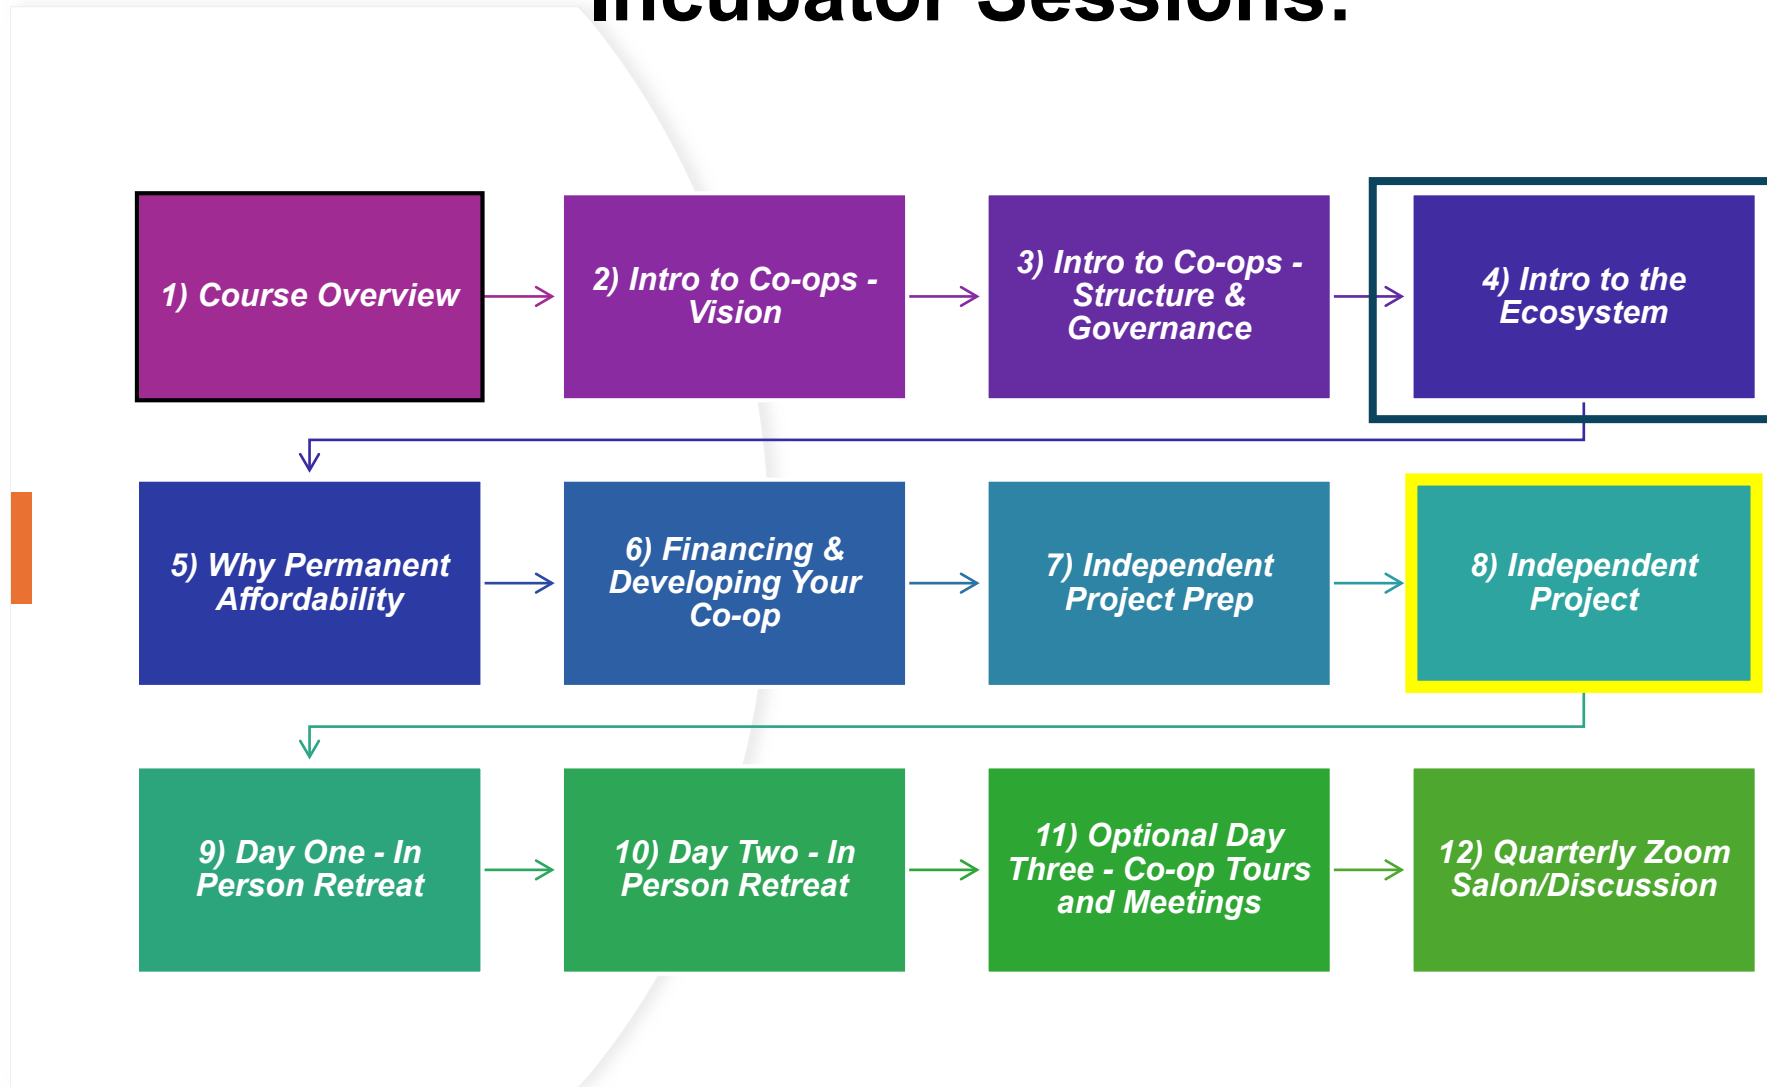 Incubator Sessions:
1) Course Overview
2) Intro to Co-ops -
Vision
3) Intro to Co-ops -
Structure &
Governance
4) Intro to the
Ecosystem
5) Why Permanent
Affordability
6) Financing &
Developing Your
Co-op
7) Independent
Project Prep
8) Independent
Project
9) Day One - In
Person Retreat
10) Day Two - In
Person Retreat
11) Optional Day
Three - Co-op Tours
and Meetings
12) Quarterly Zoom
Salon/Discussion